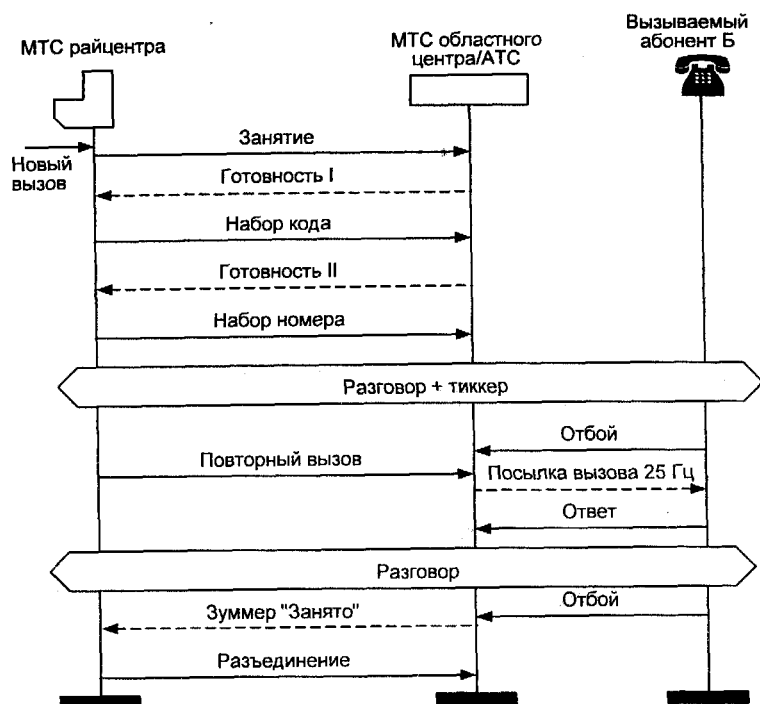 МТС райцентра
МТС областного
центра/АТС
Вызываемый
абонент Б
Новый
вызов
Занятие
Готовность I
Набор кода
Готовность II
Набор номера
Разговор + тиккер
Отбой
Повторный вызов
Посылка вызова 25 Гц
Ответ
Разговор
Отбой
Зуммер "Занято"
Разъединение